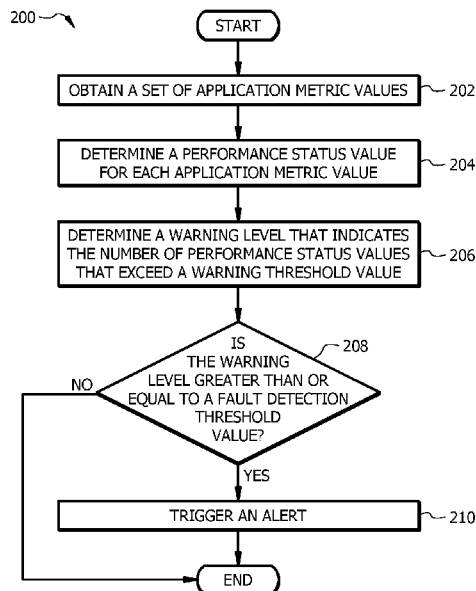 200
START
OBTAIN A SET OF APPLICATION METRIC VALUES
202
DETERMINE A PERFORMANCE STATUS VALUE
FOR EACH APPLICATION METRIC VALUE
204
DETERMINE A WARNING LEVEL THAT INDICATES
THE NUMBER OF PERFORMANCE STATUS VALUES
THAT EXCEED A WARNING THRESHOLD VALUE
206
IS
THE WARNING
LEVEL GREATER THAN OR
EQUAL TO A FAULT DETECTION
THRESHOLD
VALUE?
208
NO
YES
TRIGGER AN ALERT
210
END